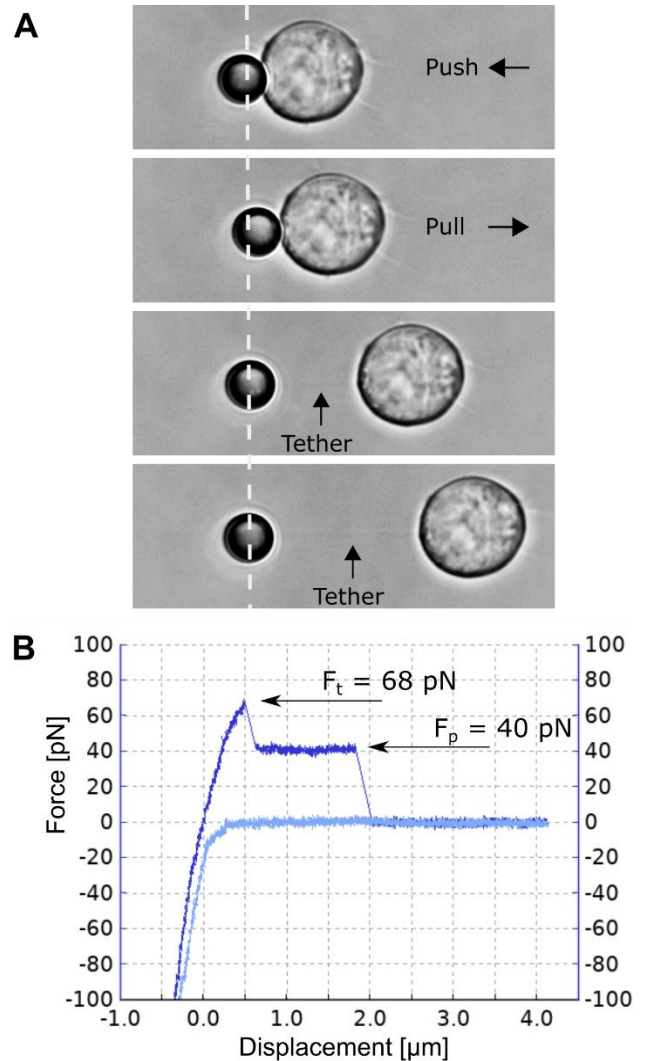 A
Push
Pull
Tether
Tether
B
100 100
80 80
F_t = 68 pN
60 60
F_p = 40 pN
40 40
20 20
0 0
-20 -20
-40 -40
-60 -60
-80 -80
-100 -100
Force [pN]
-1.0 0.0 1.0 2.0 3.0 4.0
Displacement [µm]